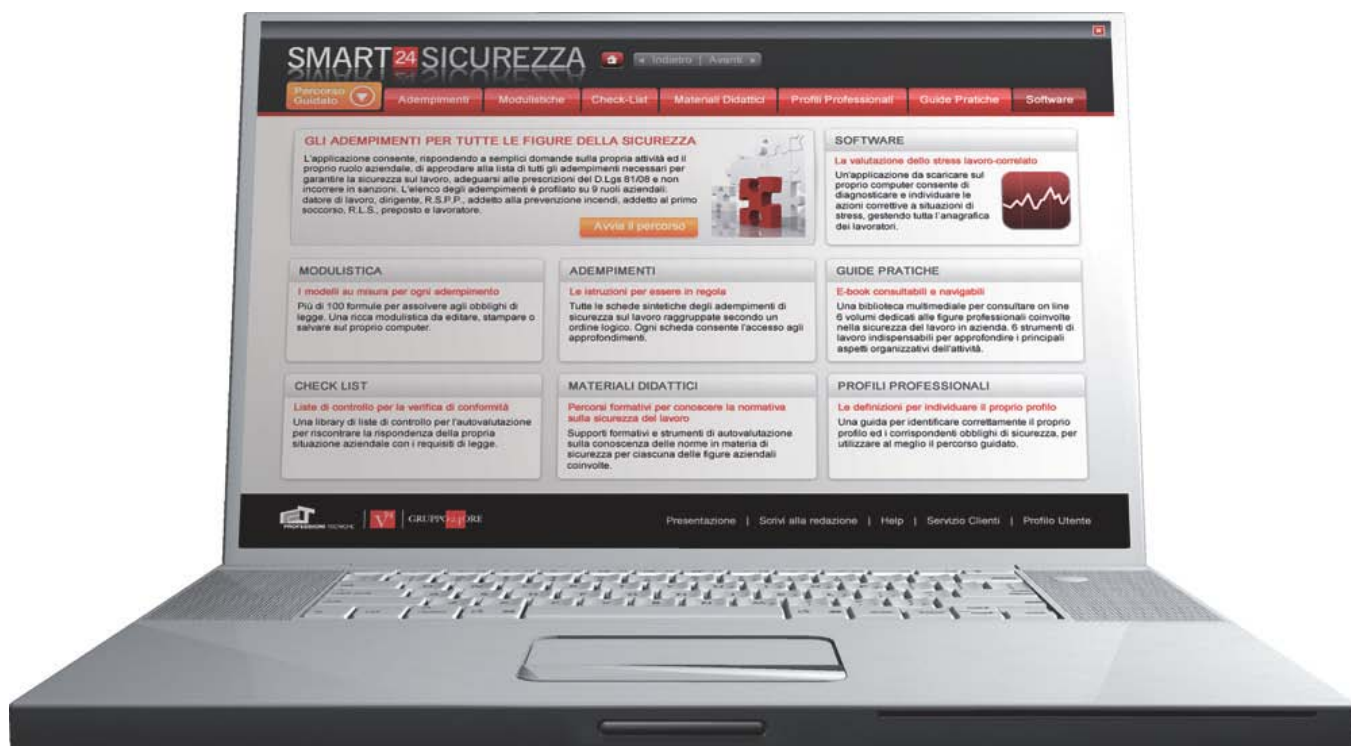 SMART 24 SICUREZZA
Indietro | Avanti
Percorso
Guidato
Adempimenti
Modulistiche
Check-List
Materiali Didattici
Profili Professionali
Guide Pratiche
Software
GLI ADEMPIMENTI PER TUTTE LE FIGURE DELLA SICUREZZA
L'applicazione consente, rispondendo a semplici domande sulla propria attività ed il
proprio ruolo aziendale, di approdare alla lista di tutti gli adempimenti necessari per
garantire la sicurezza sul lavoro, adeguarsi alle prescrizioni del D.Lgs 81/08 e non
incorrere in sanzioni. L'elenco degli adempimenti è profilato su 9 ruoli aziendali:
datore di lavoro, dirigente, R.S.P.P., addetto alla prevenzione incendi, addetto al primo
soccorso, R.L.S., preposto e lavoratore.
Avvia il percorso
SOFTWARE
La valutazione dello stress lavoro-correlato
Un'applicazione da scaricare sul
proprio computer consente di
diagnosticare e individuare le
azioni correttive a situazioni di
stress, gestendo tutta l'anagrafica
dei lavoratori.
MODULISTICA
I modelli su misura per ogni adempimento
Più di 100 formule per assolvere agli obblighi di
legge. Una ricca modulistica da editare, stampare o
salvare sul proprio computer.
ADEMPIMENTI
Le istruzioni per essere in regola
Tutte le schede sintetiche degli adempimenti di
sicurezza sul lavoro raggruppate secondo un
ordine logico. Ogni scheda consente l'accesso agli
approfondimenti.
GUIDE PRATICHE
E-book consultabili e navigabili
Una biblioteca multimediale per consultare on line
6 volumi dedicati alle figure professionali coinvolte
nella sicurezza del lavoro in azienda. 6 strumenti di
lavoro indispensabili per approfondire i principali
aspetti organizzativi dell'attività.
CHECK LIST
Liste di controllo per la verifica di conformità
Una library di liste di controllo per l'autovalutazione
per riscontrare la rispondenza della propria
situazione aziendale con i requisiti di legge.
MATERIALI DIDATTICI
Percorsi formativi per conoscere la normativa
sulla sicurezza del lavoro
Supporti formativi e strumenti di autovalutazione
sulla conoscenza delle norme in materia di
sicurezza per ciascuna delle figure aziendali
coinvolte.
PROFILI PROFESSIONALI
Le definizioni per individuare il proprio profilo
Una guida per identificare correttamente il proprio
profilo ed i corrispondenti obblighi di sicurezza, per
utilizzare al meglio il percorso guidato.
PROFESSIONI TECNICHE
GRUPPO24ORE
Presentazione | Scrivi alla redazione | Help | Servizio Clienti | Profilo Utente